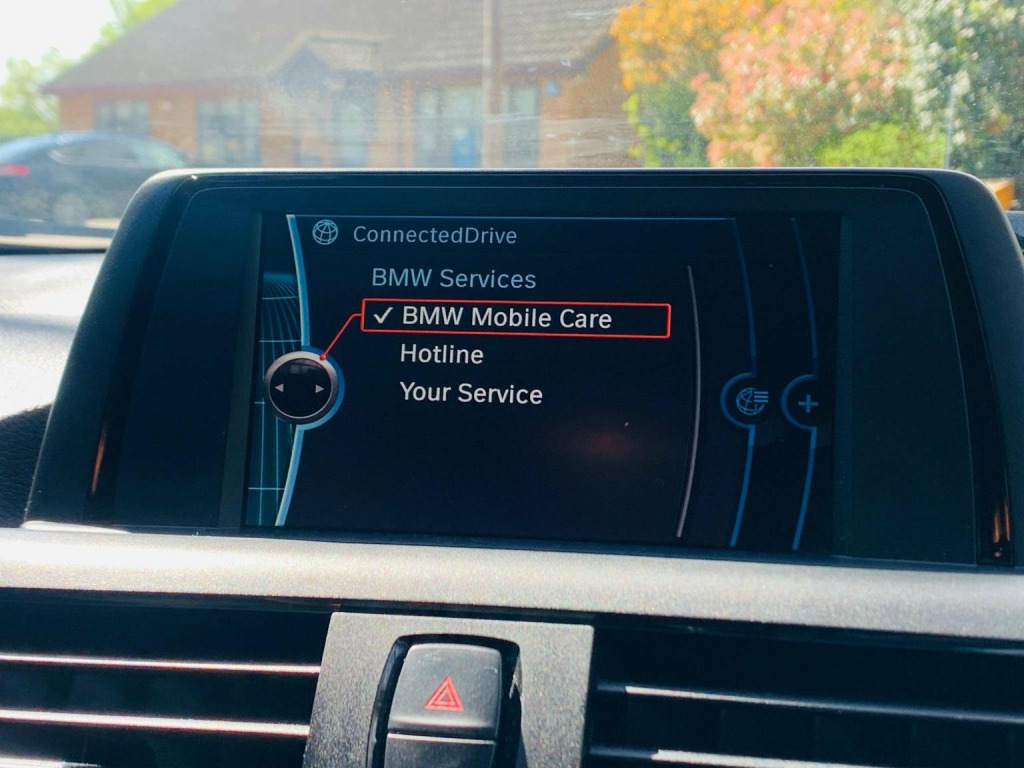 ConnectedDrive
BMW Services
✓ BMW Mobile Care
Hotline
Your Service